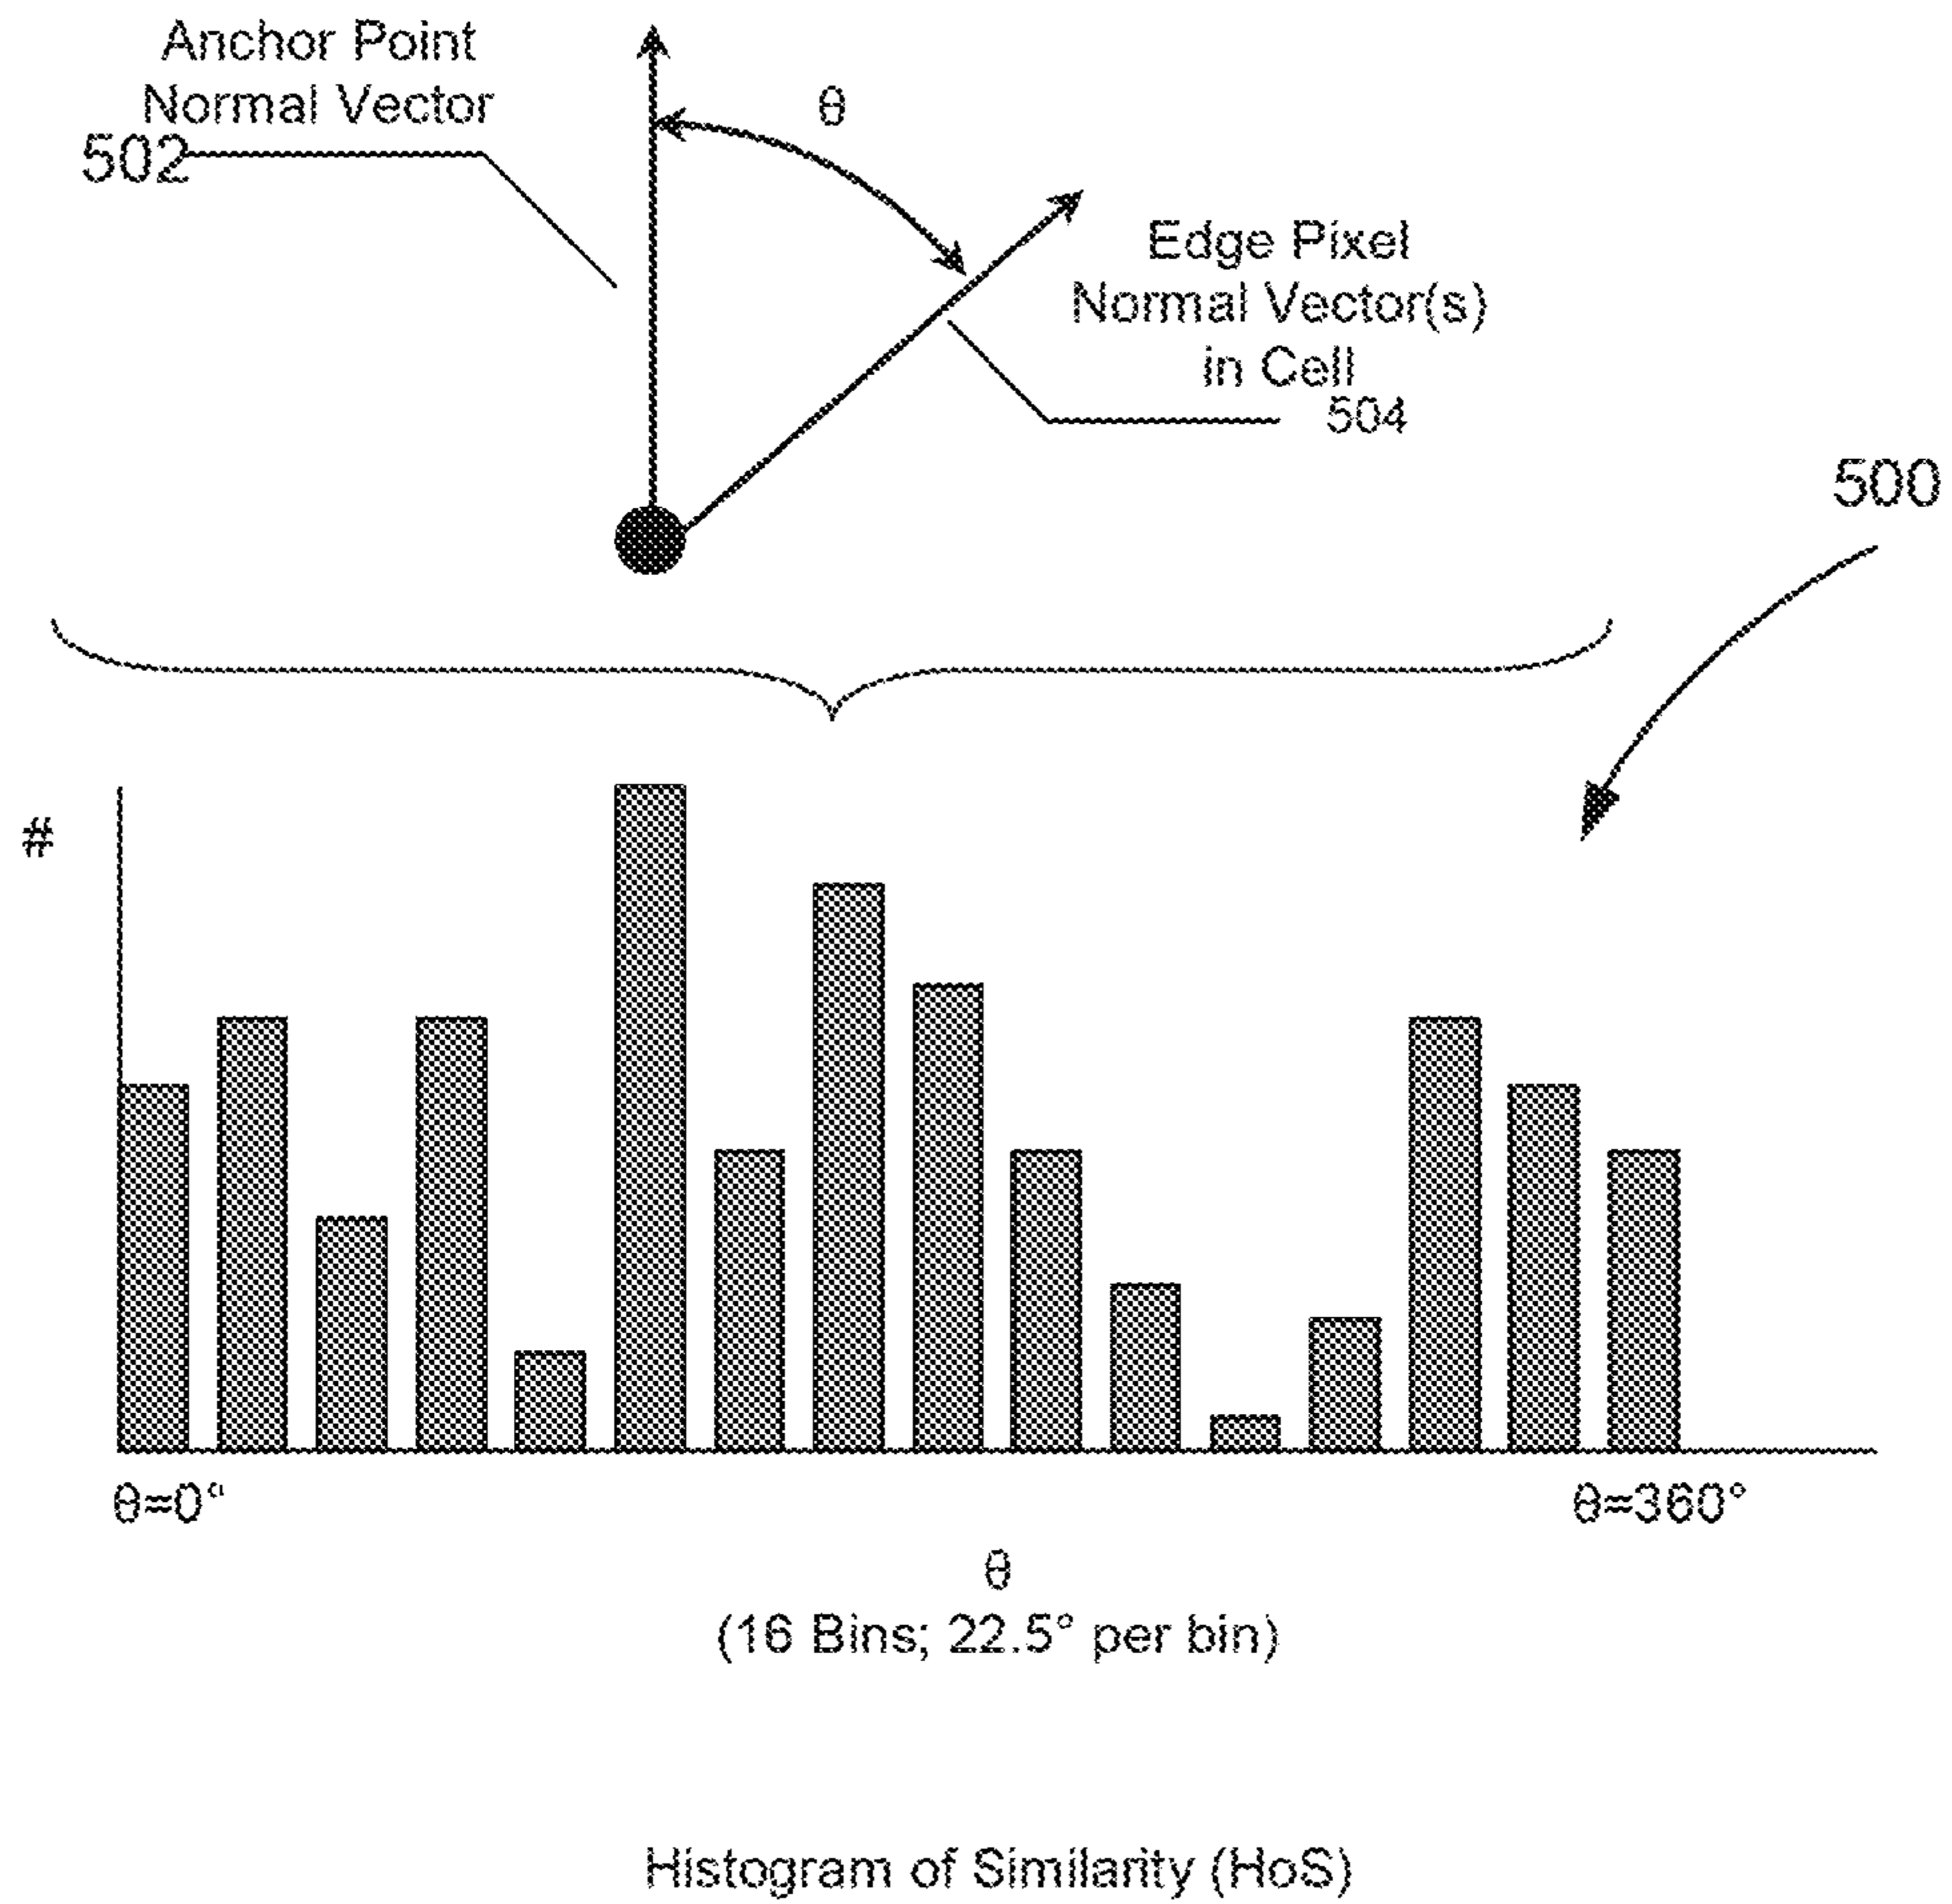 Anchor Point
Normal Vector
502
θ
Edge Pixel
Normal Vector(s)
in Cell
504
500
#
θ=0°
θ=360°
θ
(16 Bins; 22.5° per bin)
Histogram of Similarity (HoS)